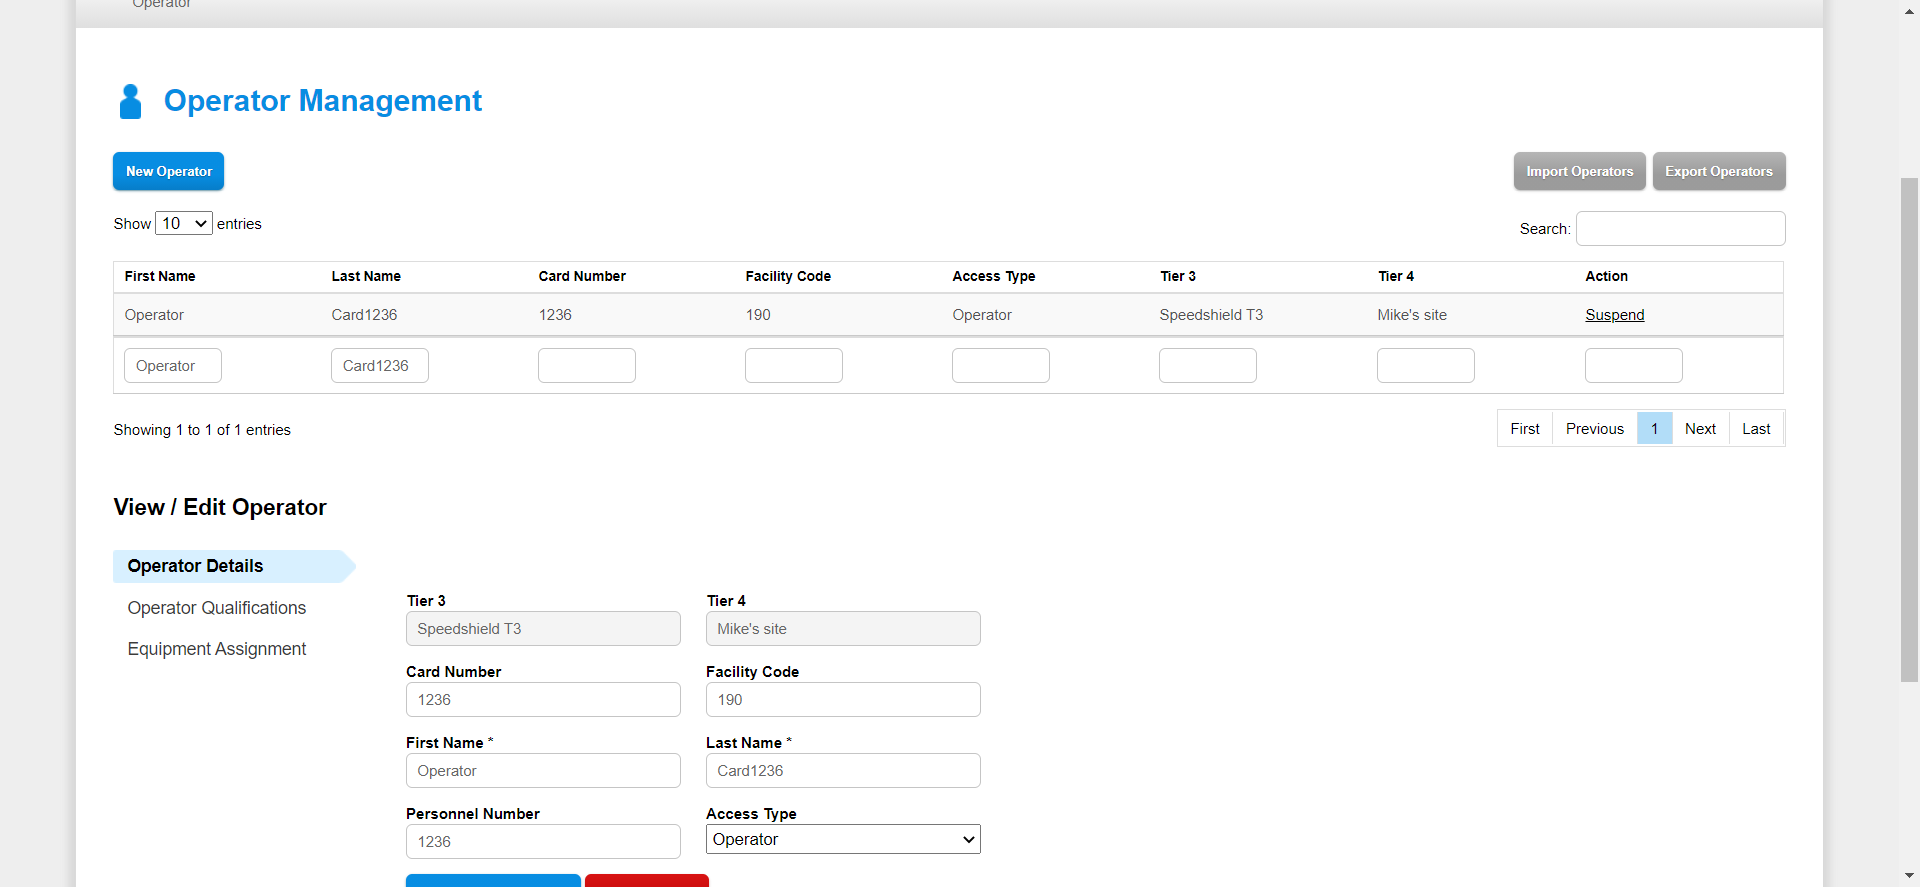 Operator
Operator Management
New Operator
Import Operators Export Operators
Show 10 entries
Search:
First Name Last Name Card Number Facility Code Access Type Tier 3 Tier 4 Action
Operator Card1236 1236 190 Operator Speedshield T3 Mike's site Suspend
Operator Card1236
Showing 1 to 1 of 1 entries
First Previous 1 Next Last
View / Edit Operator
Operator Details
Operator Qualifications
Equipment Assignment
Tier 3 Tier 4
Speedshield T3 Mike's site
Card Number Facility Code
1236 190
First Name * Last Name *
Operator Card1236
Personnel Number Access Type
1236 Operator